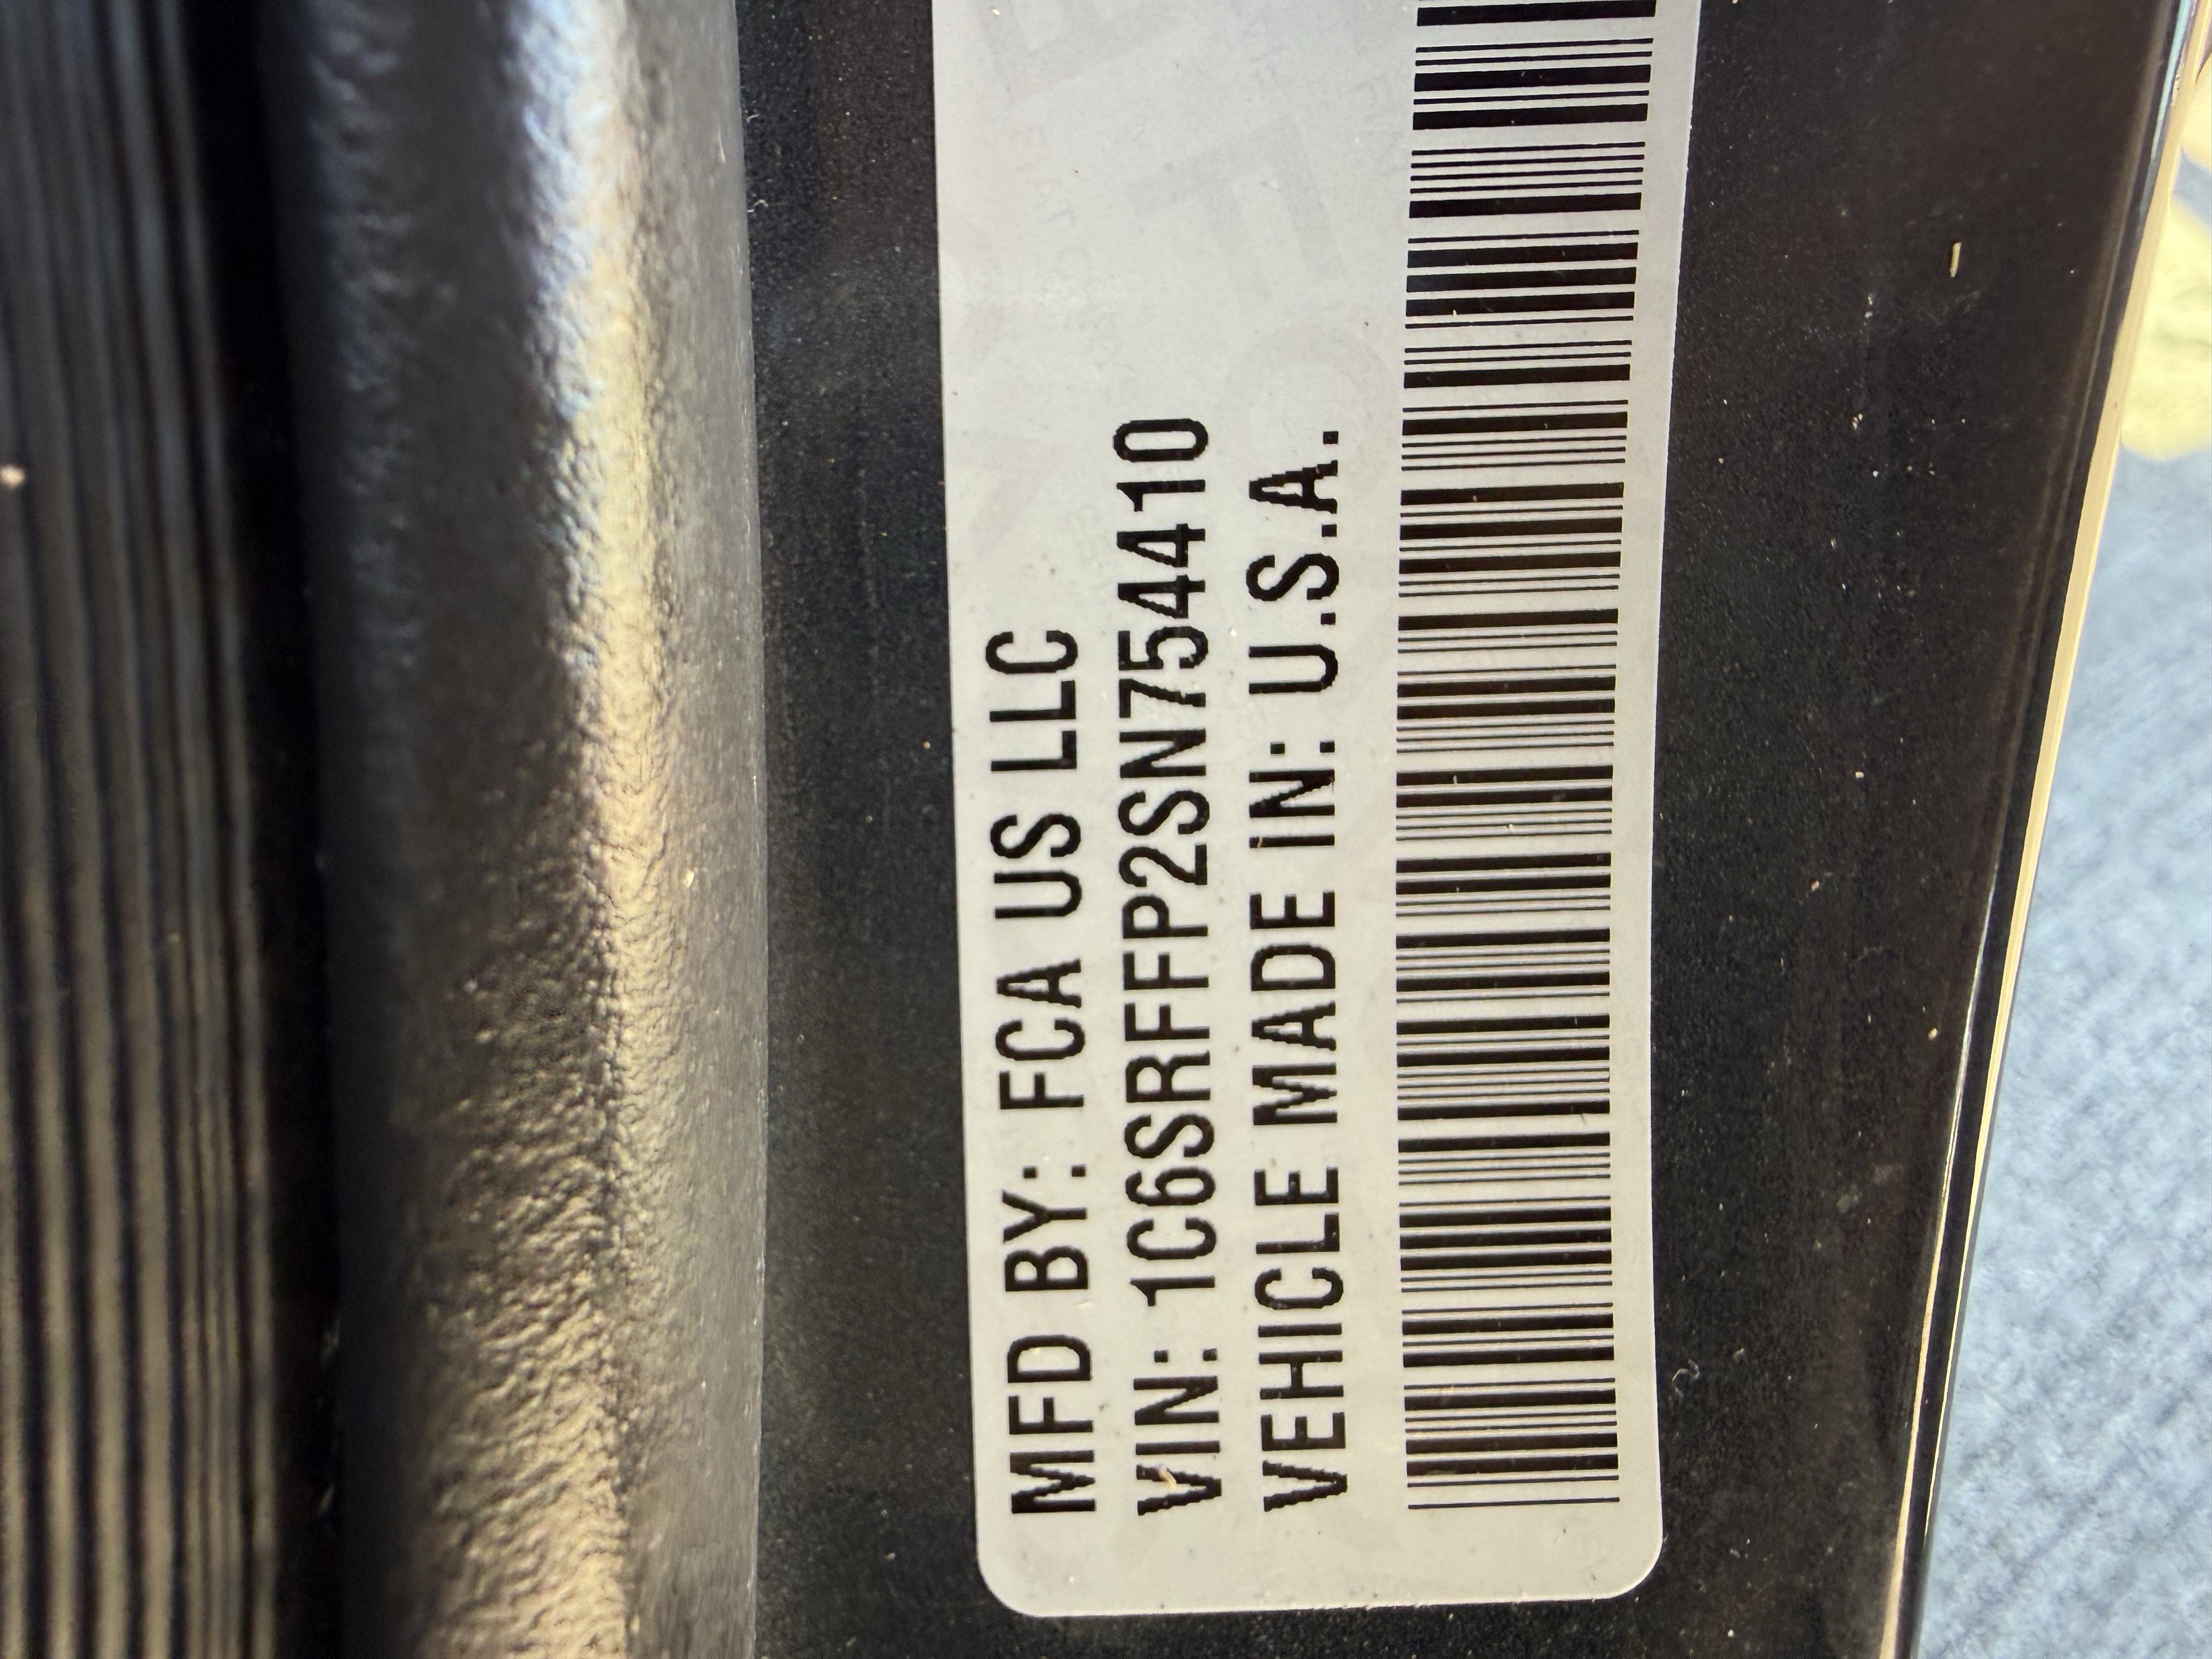 MFD BY: FCA US LLC
VIN: 1C6SRFFP2SN754410
VEHICLE MADE IN: U.S.A.